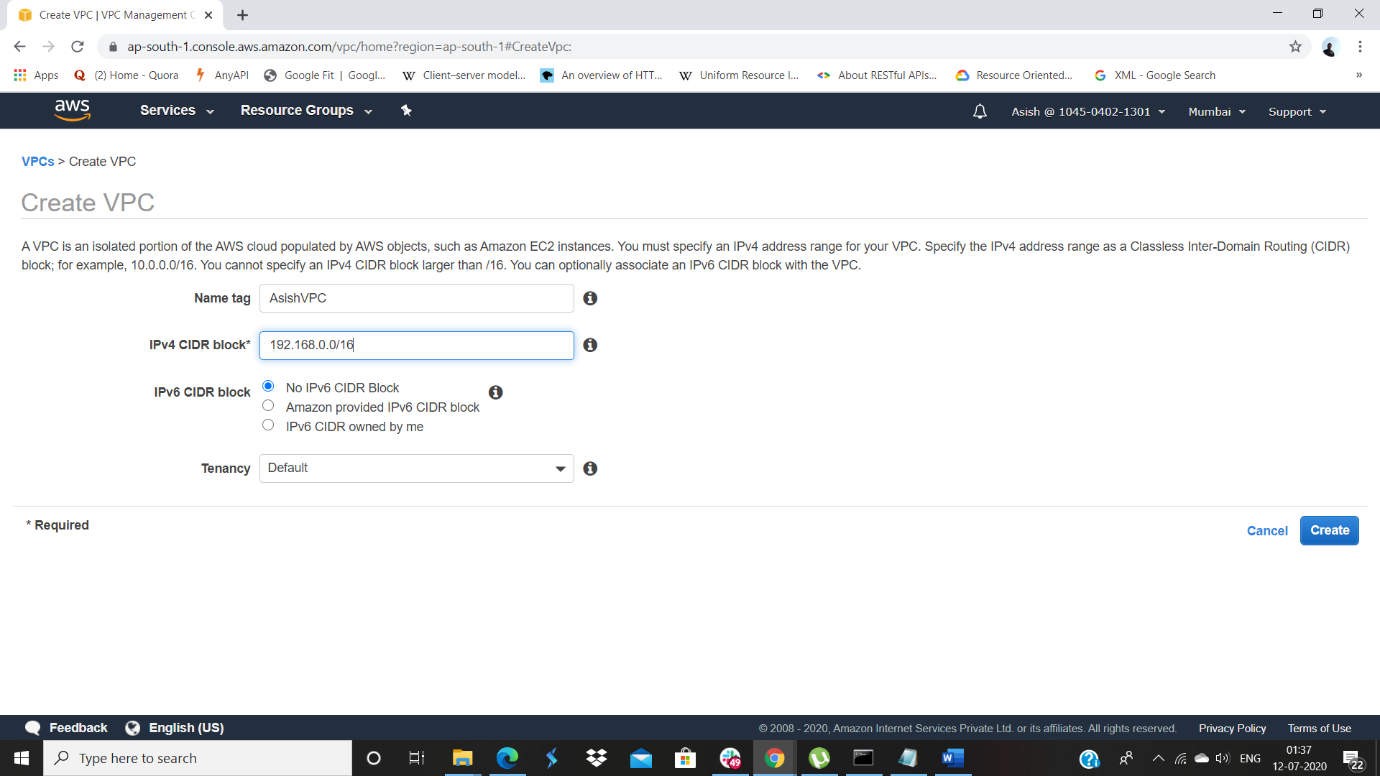 Create VPC | VPC Management C
ap-south-1.console.aws.amazon.com/vpc/home?region=ap-south-1#CreateVpc:
Apps (2) Home - Quora AnyAPI Google Fit | Googl... Client–server model... An overview of HTT... Uniform Resource I... About RESTful APIs... Resource Oriented... XML - Google Search »
aws Services Resource Groups Asish @ 1045-0402-1301 Mumbai Support
VPCs > Create VPC
Create VPC
A VPC is an isolated portion of the AWS cloud populated by AWS objects, such as Amazon EC2 instances. You must specify an IPv4 address range for your VPC. Specify the IPv4 address range as a Classless Inter-Domain Routing (CIDR)
block; for example, 10.0.0.0/16. You cannot specify an IPv4 CIDR block larger than /16. You can optionally associate an IPv6 CIDR block with the VPC.
Name tag AsishVPC
IPv4 CIDR block* 192.168.0.0/16
IPv6 CIDR block No IPv6 CIDR Block
Amazon provided IPv6 CIDR block
IPv6 CIDR owned by me
Tenancy Default
* Required
Cancel Create
Feedback English (US) © 2008 - 2020, Amazon Internet Services Private Ltd. or its affiliates. All rights reserved. Privacy Policy Terms of Use
Type here to search 49 ENG 01:37
12-07-2020 22